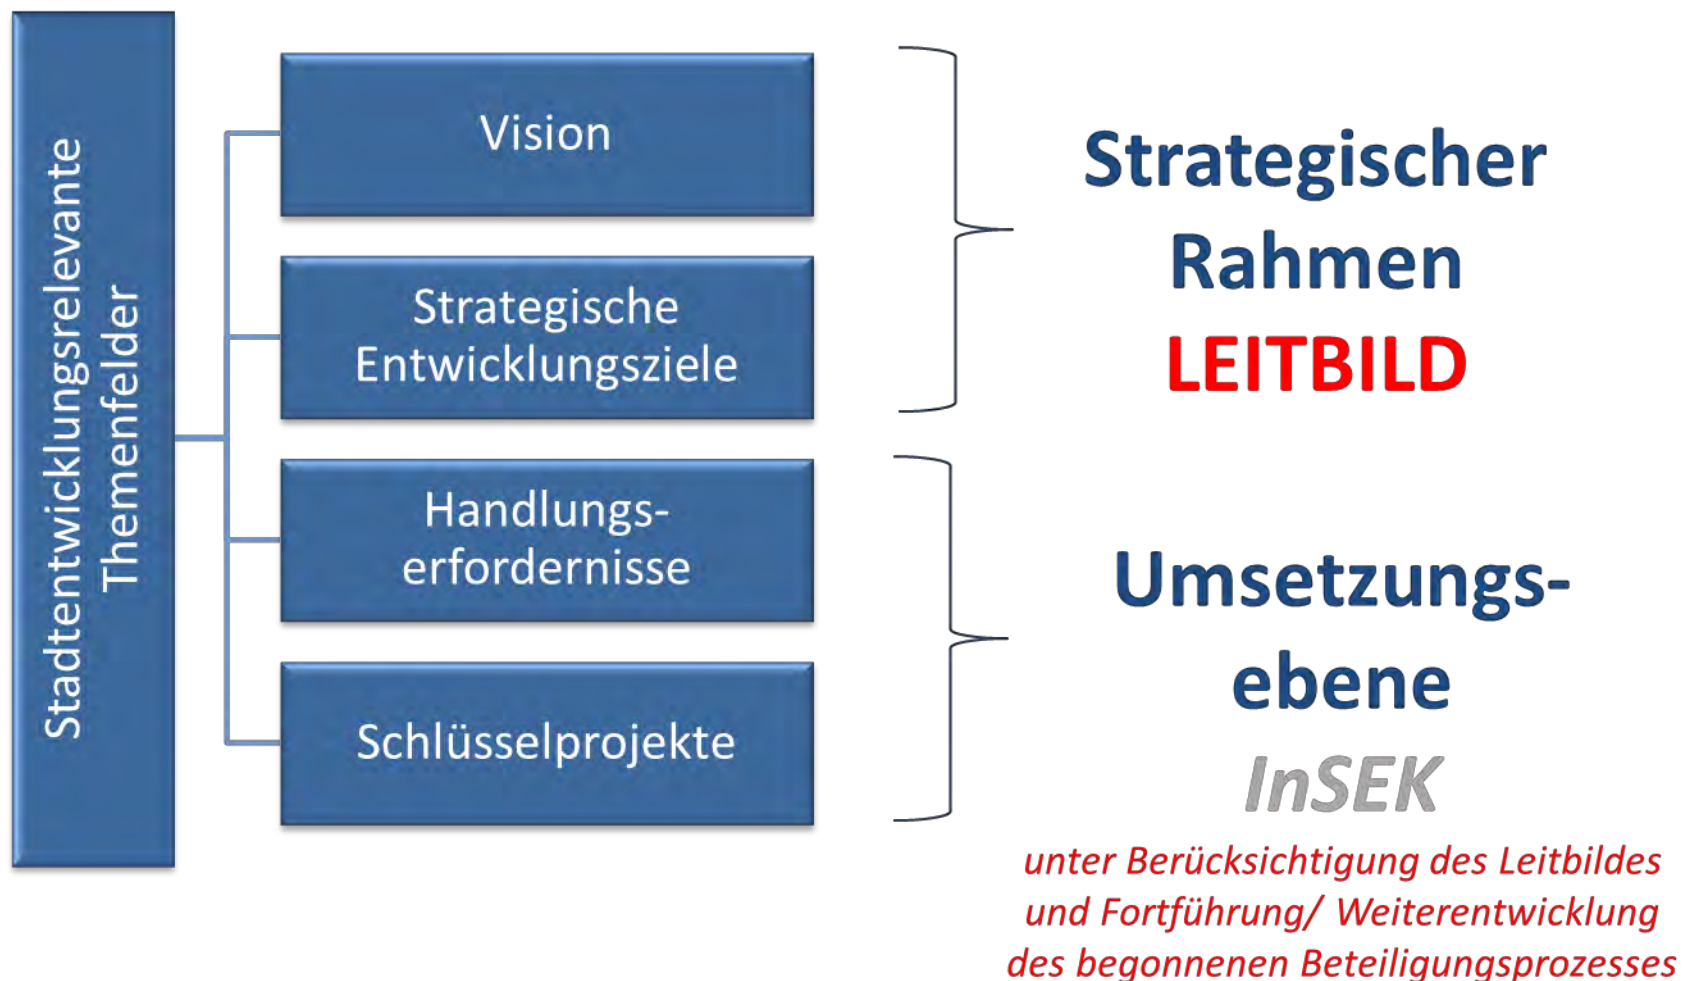 Stadtentwicklungsrelevante
Themenfelder
Vision
Strategische
Entwicklungsziele
Handlungs-
erfordernisse
Schlüsselprojekte
Strategischer
Rahmen
LEITBILD
Umsetzungs-
ebene
InSEK
unter Berücksichtigung des Leitbildes
und Fortführung/ Weiterentwicklung
des begonnenen Beteiligungsprozesses